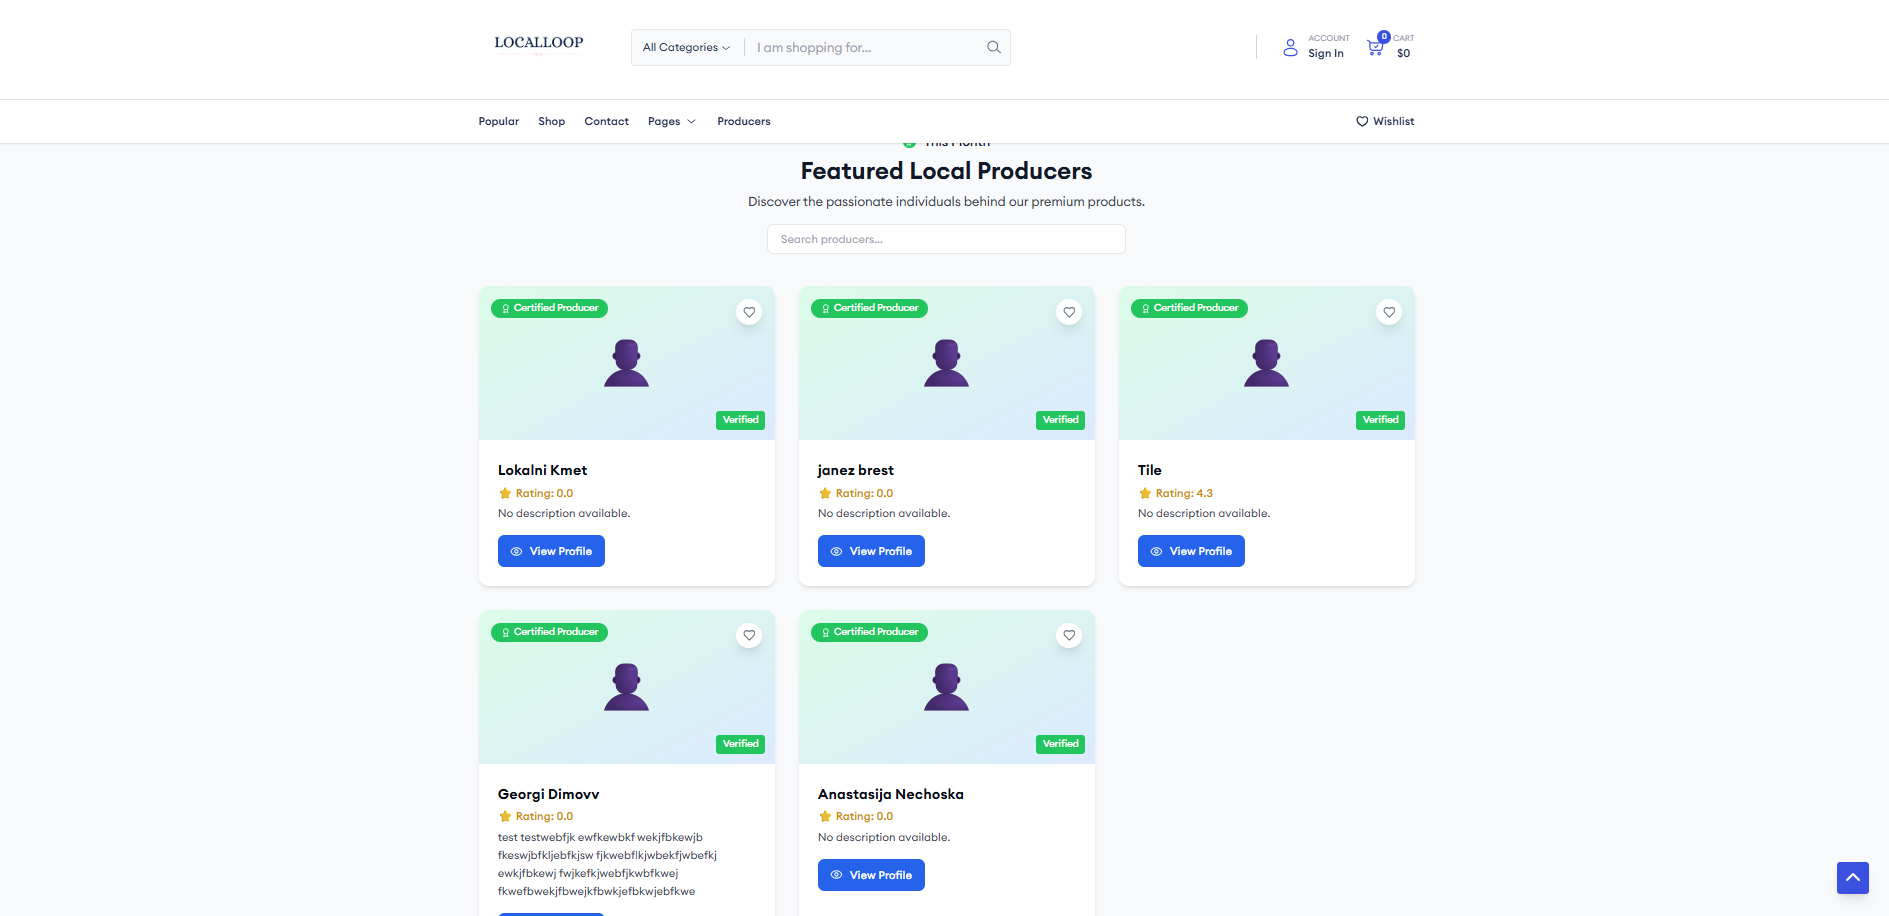 LOCALLOOP
All Categories
I am shopping for...
ACCOUNT
Sign In
0
CART
$0
Popular
Shop
Contact
Pages
Producers
Wishlist
This Month
Featured Local Producers
Discover the passionate individuals behind our premium products.
Search producers...
Certified Producer
Verified
Lokalni Kmet
Rating: 0.0
No description available.
View Profile
Certified Producer
Verified
janez brest
Rating: 0.0
No description available.
View Profile
Certified Producer
Verified
Tile
Rating: 4.3
No description available.
View Profile
Certified Producer
Verified
Georgi Dimovv
Rating: 0.0
test testwebfjk ewfkewbkf wekjfbkewjb
fkeswjbfkljebfkjsw fjkwebflkjwbekfjwbefkj
ewkjfbkewj fwjkefkjwebfjkwbfkwej
fkwefbwekjfbwejkfbwkjefbkwjebfkwe
Certified Producer
Verified
Anastasija Nechoska
Rating: 0.0
No description available.
View Profile